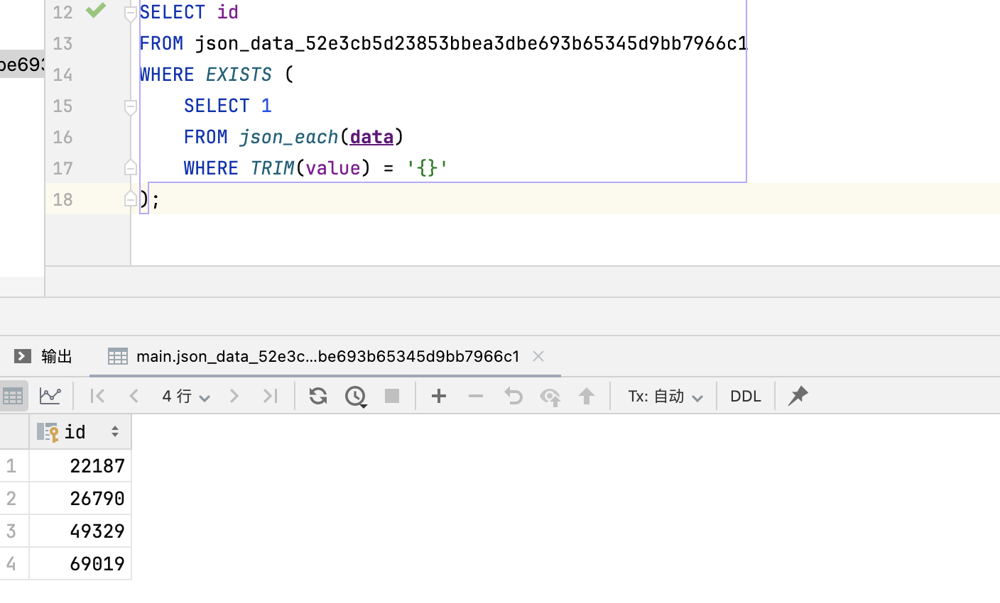 12 SELECT id
13 FROM json_data_52e3cb5d23853bbea3dbe693b65345d9bb7966c1
be693
14 WHERE EXISTS (
15 SELECT 1
16 FROM json_each(data)
17 WHERE TRIM(value) = '{}'
18 );
输出 main.json_data_52e3c...be693b65345d9bb7966c1
4 行 Tx: 自动 DDL
id
1 22187
2 26790
3 49329
4 69019